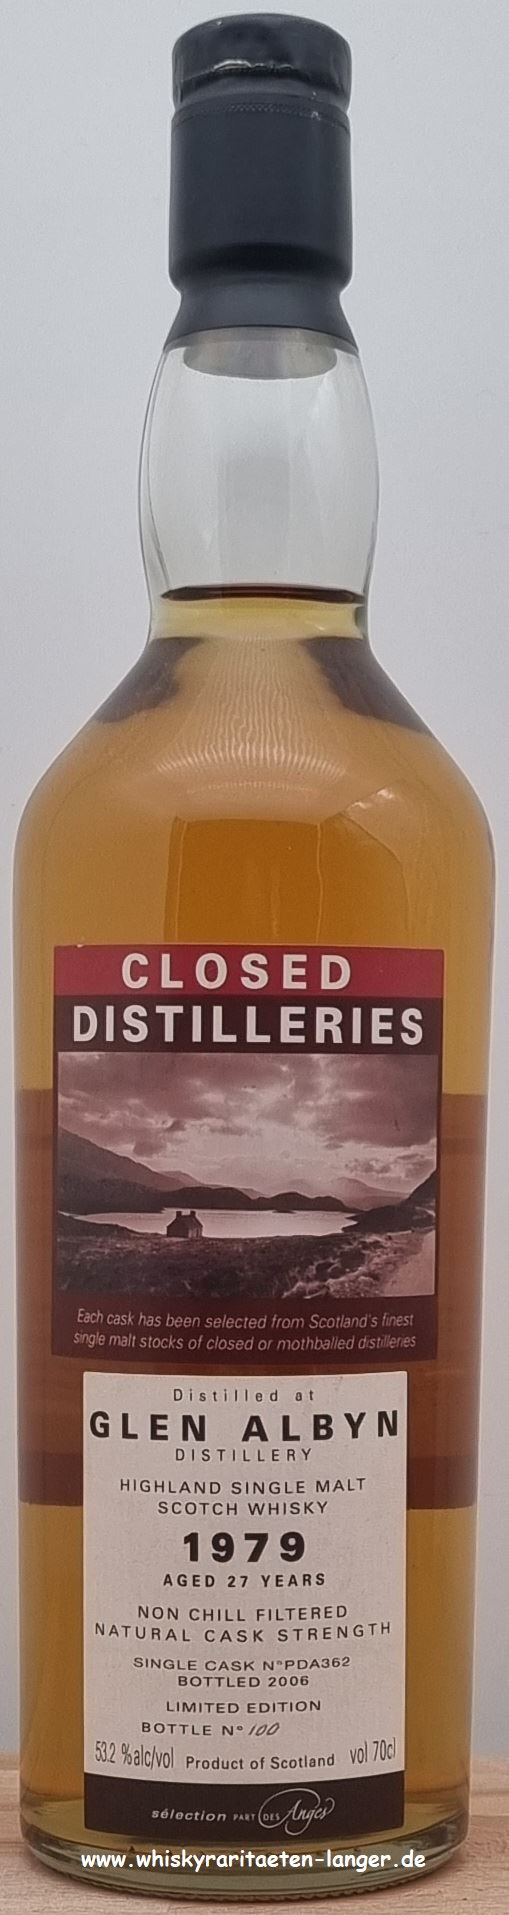 CLOSED
DISTILLERIES
Each cask has been selected from Scotland's finest
single malt stocks of closed or mothballed distilleries
Distilled at
GLEN ALBYN
DISTILLERY
HIGHLAND SINGLE MALT
SCOTCH WHISKY
1979
AGED 27 YEARS
NON CHILL FILTERED
NATURAL CASK STRENGTH
SINGLE CASK N°PDA362
BOTTLED 2006
LIMITED EDITION
BOTTLE N° 100
53.2 %alc/vol Product of Scotland vol 70cl
sélection PART DES Anges
www.whiskyraritaeten-langer.de